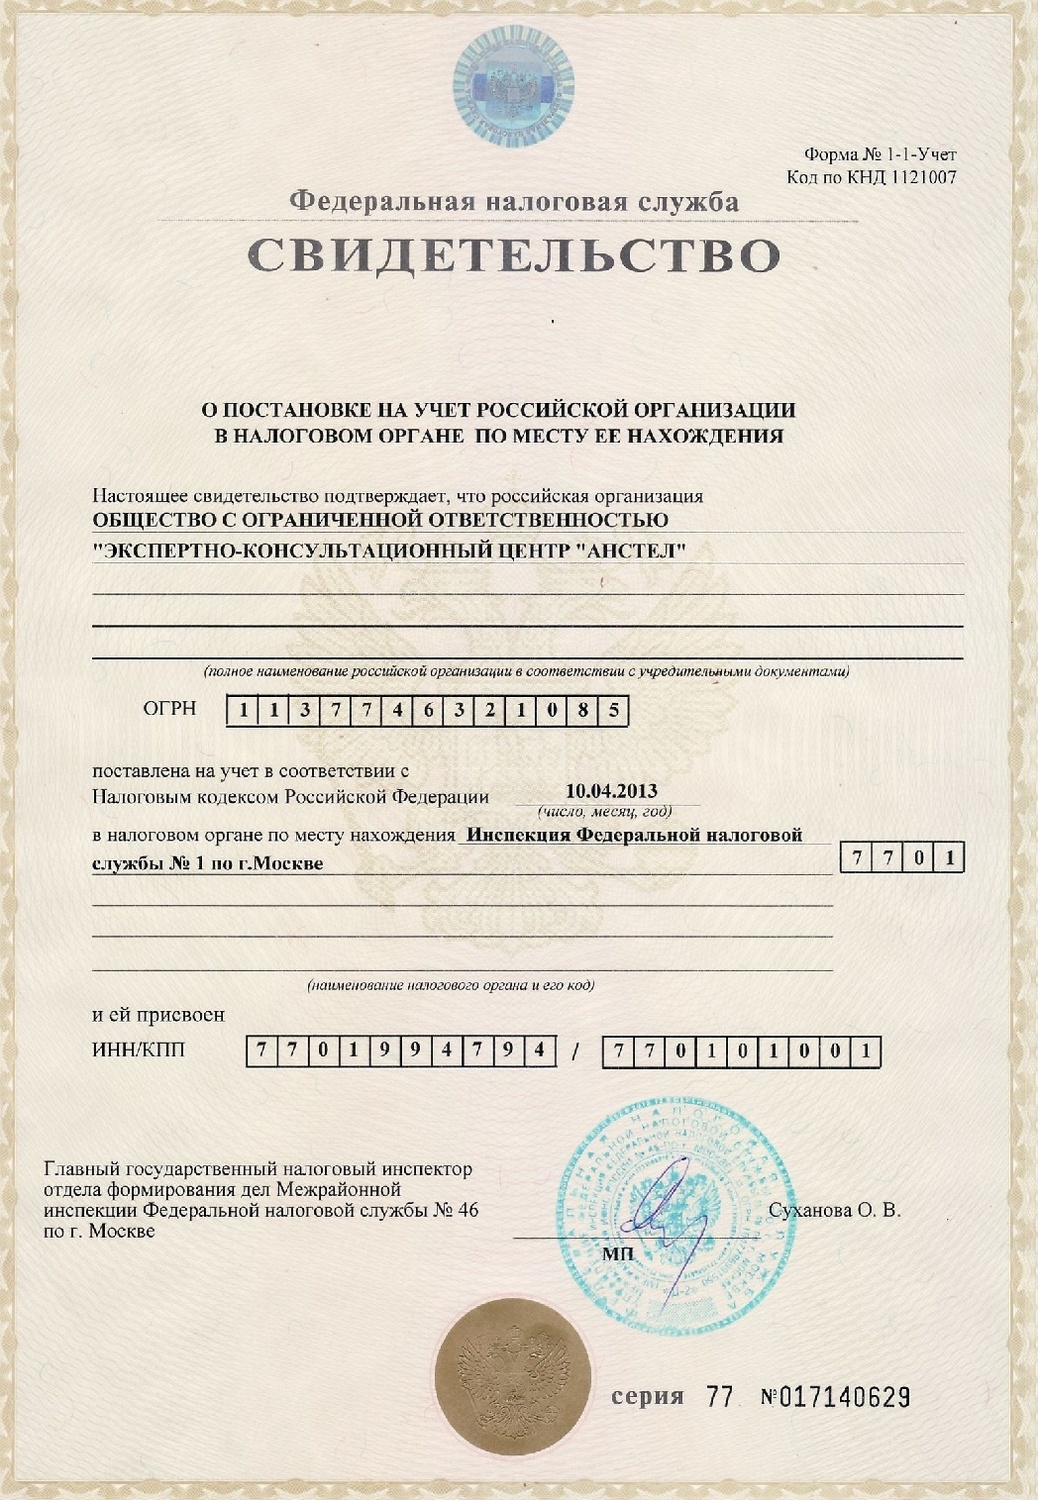 Форма № 1-1-Учет
Код по КНД 1121007
Федеральная налоговая служба
СВИДЕТЕЛЬСТВО
О ПОСТАНОВКЕ НА УЧЕТ РОССИЙСКОЙ ОРГАНИЗАЦИИ
В НАЛОГОВОМ ОРГАНЕ ПО МЕСТУ ЕЕ НАХОЖДЕНИЯ
Настоящее свидетельство подтверждает, что российская организация
ОБЩЕСТВО С ОГРАНИЧЕННОЙ ОТВЕТСТВЕННОСТЬЮ
"ЭКСПЕРТНО-КОНСУЛЬТАЦИОННЫЙ ЦЕНТР "АНСТЕЛ"
(полное наименование российской организации в соответствии с учредительными документами)
ОГРН 1 1 3 7 7 4 6 3 2 1 0 8 5
поставлена на учет в соответствии с
Налоговым кодексом Российской Федерации 10.04.2013
(число, месяц, год)
в налоговом органе по месту нахождения Инспекция Федеральной налоговой
службы № 1 по г.Москве 7 7 0 1
(наименование налогового органа и его код)
и ей присвоен
ИНН/КПП 7 7 0 1 9 9 4 7 9 4 / 7 7 0 1 0 1 0 0 1
Главный государственный налоговый инспектор
отдела формирования дел Межрайонной
инспекции Федеральной налоговой службы № 46
по г. Москве
Суханова О. В.
МП
серия 77 №017140629